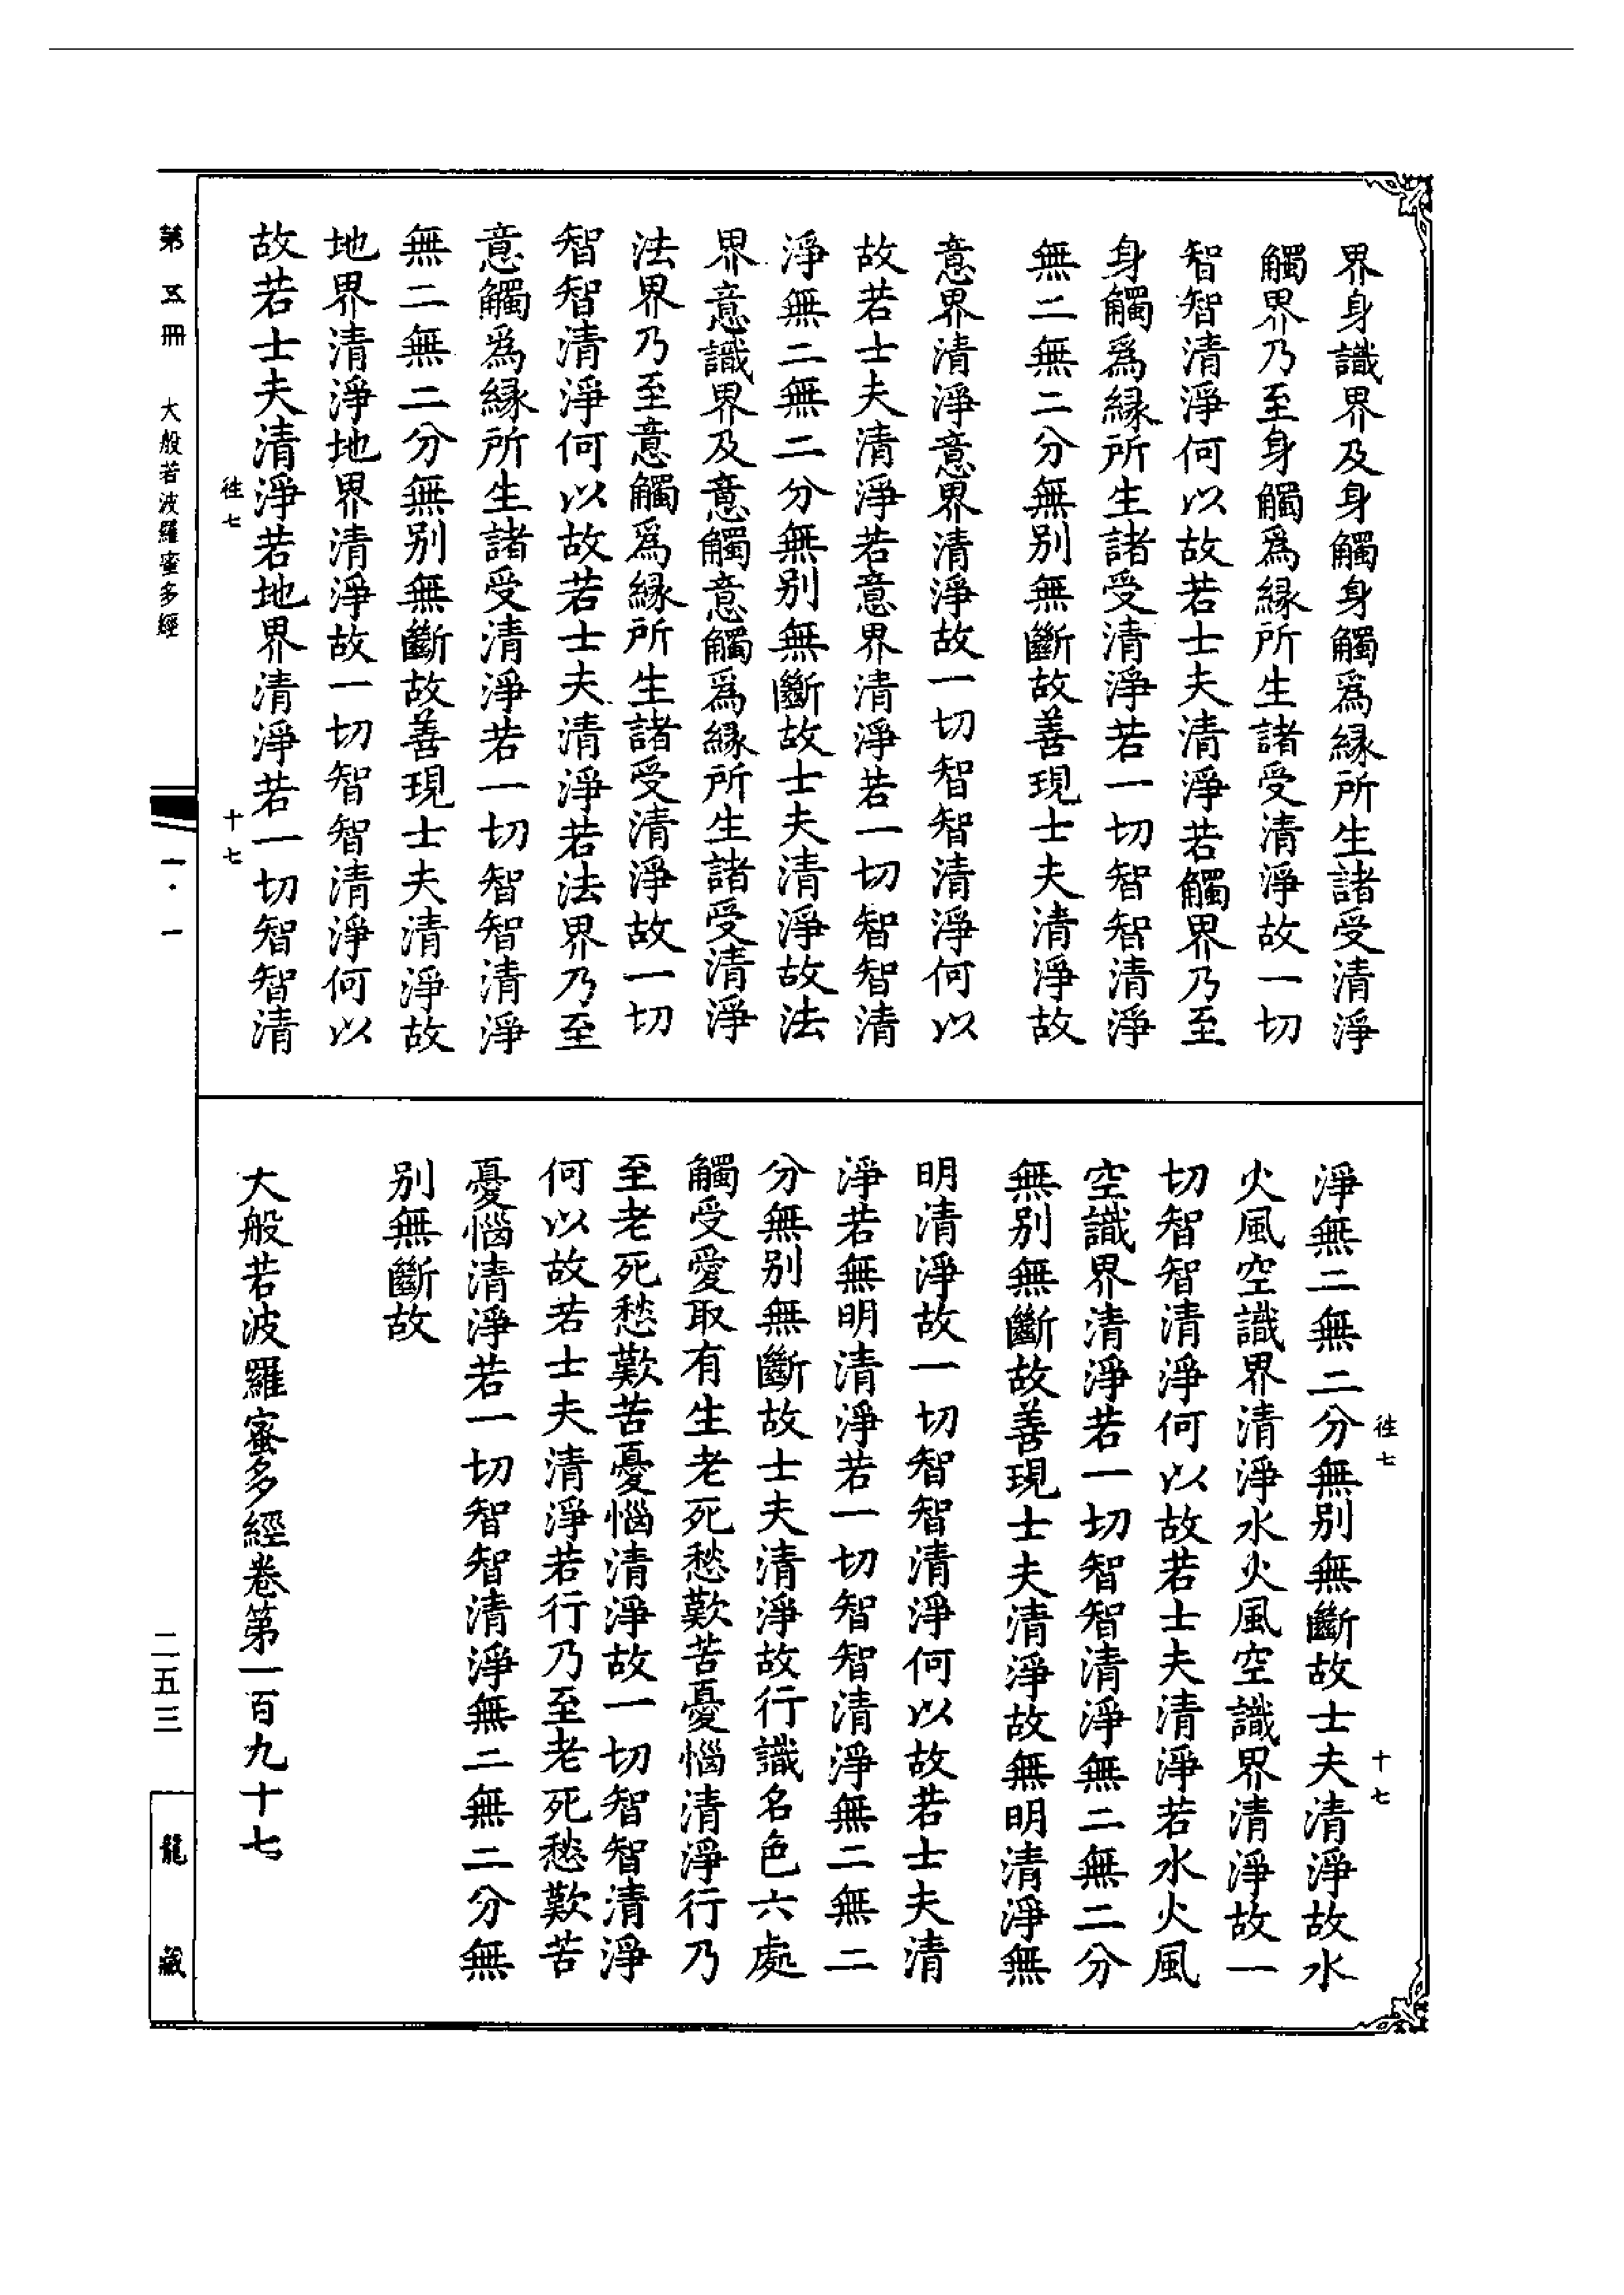 界身識界及身觸身觸爲緣所生諸受清淨
觸界乃至身觸爲緣所生諸受清淨故一切
智智清淨何以故若士夫清淨若觸界乃至
身觸爲緣所生諸受清淨若一切智智清淨
無二無二分無別無斷故善現士夫清淨故
意界清淨意界清淨故一切智智清淨何以
故若士夫清淨若意界清淨若一切智智清
淨無二無二分無別無斷故士夫清淨故法
界意識界及意觸意觸爲緣所生諸受清淨
法界乃至意觸爲緣所生諸受清淨故一切
智智清淨何以故若士夫清淨若法界乃至
意觸爲緣所生諸受清淨若一切智智清淨
無二無二分無別無斷故善現士夫清淨故
地界清淨地界清淨故一切智智清淨何以
故若士夫清淨若地界清淨若一切智智清
徃七 十七
淨無二無二分無別無斷故士夫清淨故水
火風空識界清淨水火風空識界清淨故一
切智智清淨何以故若士夫清淨若水火風
空識界清淨若一切智智清淨無二無二分
無別無斷故善現士夫清淨故無明清淨無
明清淨故一切智智清淨何以故若士夫清
淨若無明清淨若一切智智清淨無二無二
分無別無斷故士夫清淨故行識名色六處
觸受愛取有生老死愁歎苦憂惱清淨行乃
至老死愁歎苦憂惱清淨故一切智智清淨
何以故若士夫清淨若行乃至老死愁歎苦
憂惱清淨若一切智智清淨無二無二分無
別無斷故
大般若波羅蜜多經卷第一百九十七
徃七 十七
第五冊 大般若波羅蜜多經
一·一
二五三
龍藏